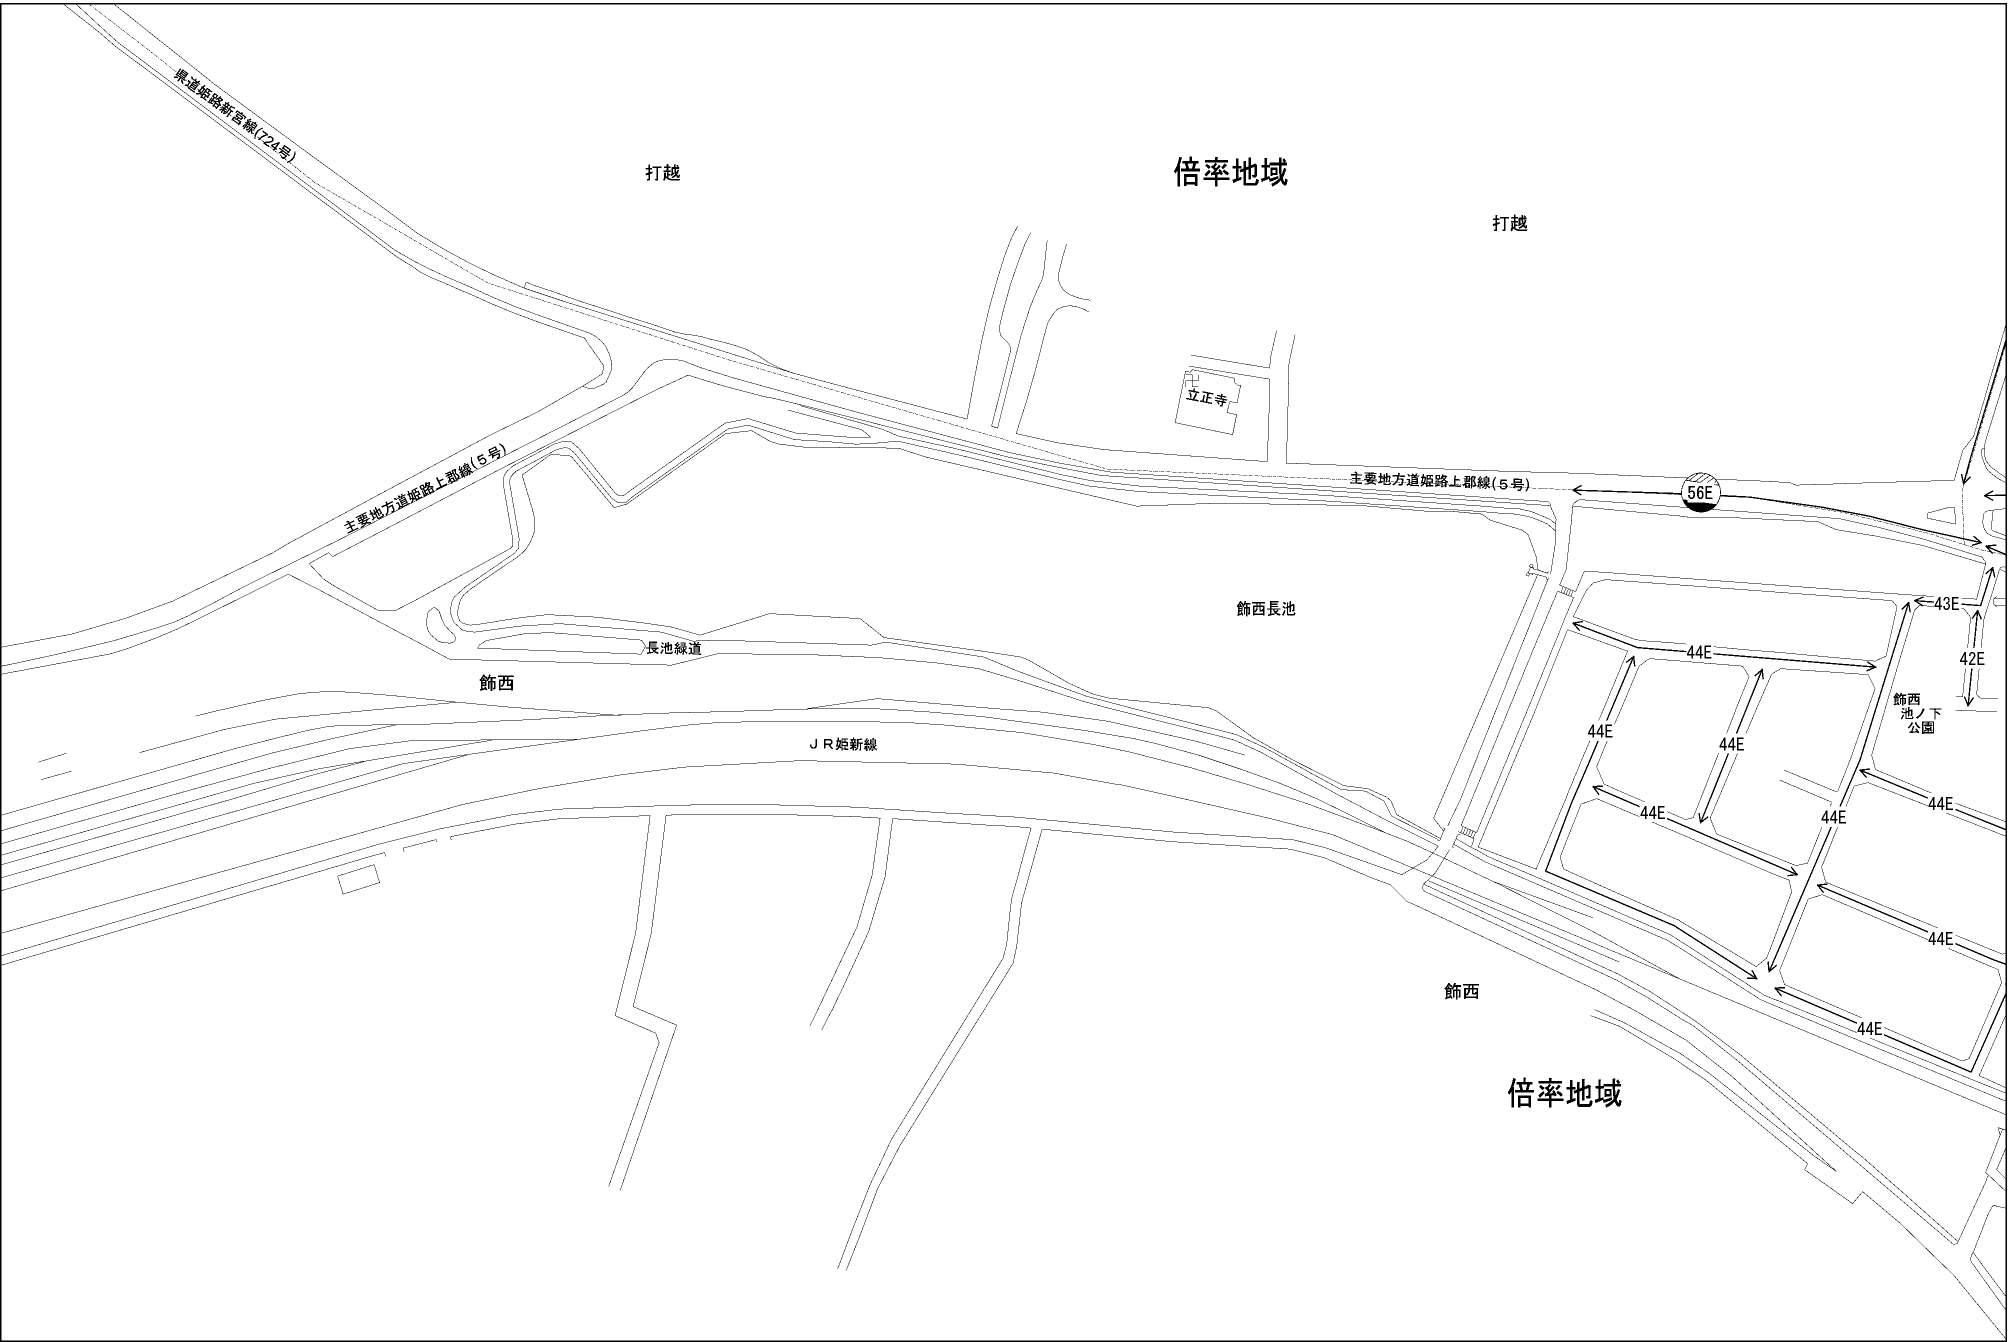 県道姫路新宮線(724号)
打越
倍率地域
打越
立正寺
主要地方道姫路上郡線(5号)
主要地方道姫路上郡線(5号)
56E
飾西長池
43E
長池緑道
44E
42E
飾西
飾西
池ノ下
公園
44E
44E
JR姫新線
44E
44E
44E
44E
飾西
44E
倍率地域